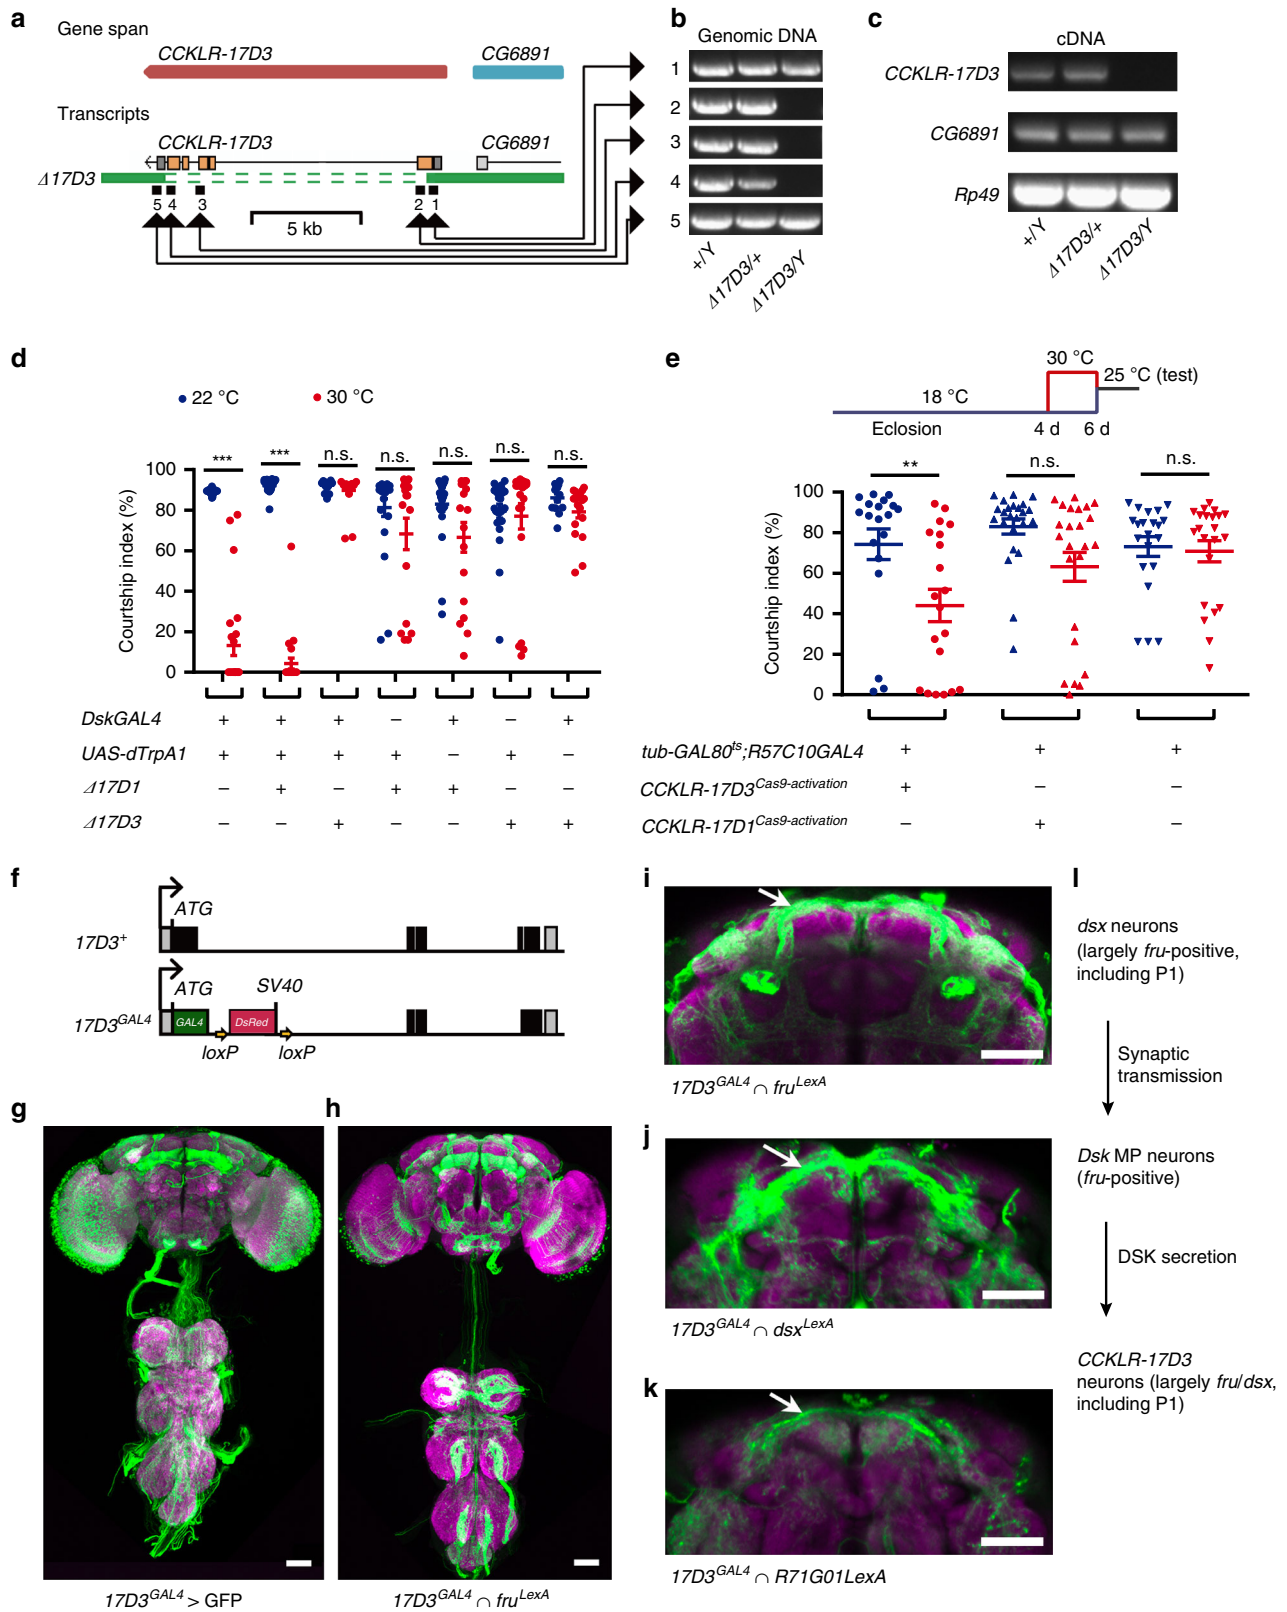 a
Gene span
CCKLR-17D3
CG6891
Transcripts
CCKLR-17D3
CG6891
Δ17D3
5 4 3 2 1
5 kb
b
Genomic DNA
1
2
3
4
5
+/Y
Δ17D3/+
Δ17D3/Y
c
cDNA
CCKLR-17D3
CG6891
Rp49
+/Y
Δ17D3/+
Δ17D3/Y
d
22 °C
30 °C
*** *** n.s. n.s. n.s. n.s. n.s.
Courtship index (%)
100
80
60
40
20
0
DskGAL4 + + + – + – +
UAS-dTrpA1 + + + + – + –
Δ17D1 – + – + + – –
Δ17D3 – – + – – + +
e
30 °C
25 °C (test)
18 °C
Eclosion
4 d
6 d
** n.s. n.s.
Courtship index (%)
100
80
60
40
20
0
tub-GAL80ts;R57C10GAL4 + + +
CCKLR-17D3Cas9-activation + – –
CCKLR-17D1Cas9-activation – + –
f
ATG
17D3+
ATG
SV40
17D3GAL4
GAL4
DsRed
loxP
loxP
g
17D3GAL4 > GFP
h
17D3GAL4 ∩ fruLexA
i
17D3GAL4 ∩ fruLexA
j
17D3GAL4 ∩ dsxLexA
k
17D3GAL4 ∩ R71G01LexA
l
dsx neurons
(largely fru-positive,
including P1)
Synaptic
transmission
Dsk MP neurons
(fru-positive)
DSK secretion
CCKLR-17D3
neurons (largely fru/dsx,
including P1)